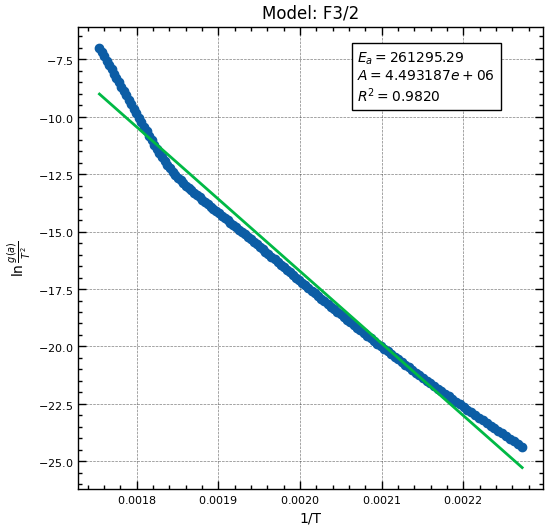 Model: F3/2
E_a = 261295.29
A = 4.493187e + 06
R² = 0.9820
ln g(a)/T²
−7.5
−10.0
−12.5
−15.0
−17.5
−20.0
−22.5
−25.0
0.0018 0.0019 0.0020 0.0021 0.0022
1/T